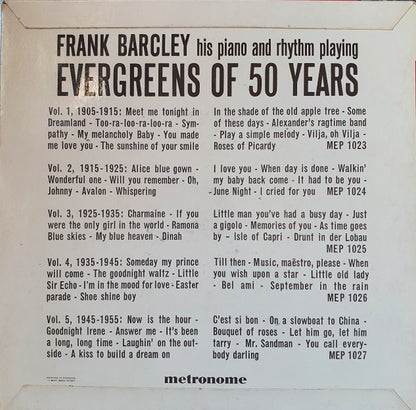 FRANK BARCLEY his piano and rhythm playing
EVERGREENS OF 50 YEARS
Vol. 1, 1905-1915: Meet me tonight in
Dreamland - Too-ra-loo-ra-loo-ra - Sym-
pathy - My melancholy Baby - You made
me love you - The sunshine of your smile
In the shade of the old apple tree - Some
of these days - Alexander's ragtime band
- Play a simple melody - Vilja, oh Vilja -
Roses of Picardy MEP 1023
Vol. 2, 1915-1925: Alice blue gown -
Wonderful one - Will you remember - Oh,
Johnny - Avalon - Whispering
I love you - When day is done - Walkin'
my baby back come - It had to be you -
June Night - I cried for you MEP 1024
Vol. 3, 1925-1935: Charmaine - If you
were the only girl in the world - Ramona
Blue skies - My blue heaven - Dinah
Little man you've had a busy day - Just
a gigolo - Memories of you - As time goes
by - Isle of Capri - Drunt in der Lobau
MEP 1025
Vol. 4, 1935-1945: Someday my prince
will come - The goodnight waltz - Little
Sir Echo - I'm in the mood for love - Easter
parade - Shoe shine boy
Till then - Music, maëstro, please - When
you wish upon a star - Little old lady
- Bel ami - September in the rain
MEP 1026
Vol. 5, 1945-1955: Now is the hour -
Goodnight Irene - Answer me - It's been
a long, long time - Laughin' on the out-
side - A kiss to build a dream on
C'est si bon - On a slowboat to China -
Bouquet of roses - Let him go, let him
tarry - Mr. Sandman - You call every-
body darling MEP 1027
metronome